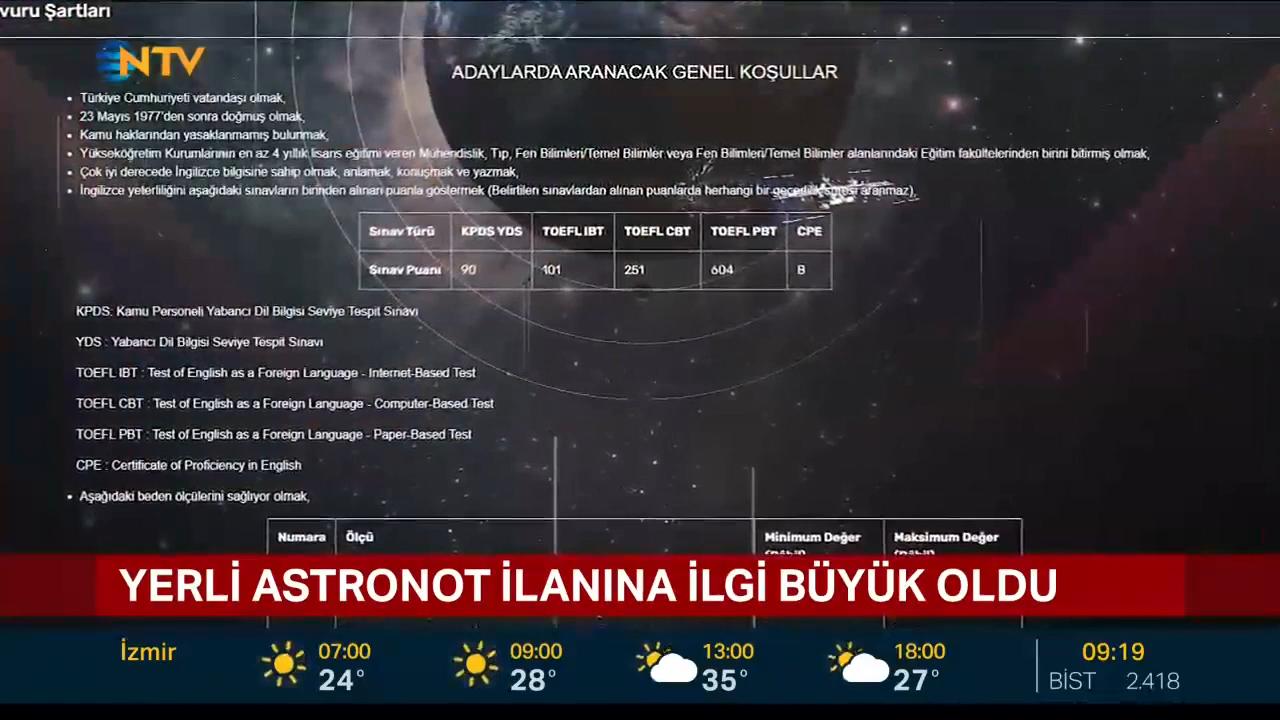 vuru Şartları
NTV
ADAYLARDA ARANACAK GENEL KOŞULLAR
• Türkiye Cumhuriyeti vatandaşı olmak,
• 23 Mayıs 1977'den sonra doğmuş olmak,
• Kamu haklarından yasaklanmamış bulunmak,
• Yükseköğretim Kurumlarının en az 4 yıllık lisans eğitimi veren Mühendislik, Tıp, Fen Bilimleri/Temel Bilimler veya Fen Bilimleri/Temel Bilimler alanlarındaki Eğitim fakültelerinden birini bitirmiş olmak,
• Çok iyi derecede İngilizce bilgisine sahip olmak, anlamak, konuşmak ve yazmak,
• İngilizce yeterliliğini aşağıdaki sınavların birinden alınan puanla göstermek (Belirtilen sınavlardan alınan puanlarda herhangi bir geçerlilik süresi aranmaz),
Sınav Türü KPDS YDS TOEFL IBT TOEFL CBT TOEFL PBT CPE
Sınav Puanı 90 101 251 604 B
KPDS: Kamu Personeli Yabancı Dil Bilgisi Seviye Tespit Sınavı
YDS : Yabancı Dil Bilgisi Seviye Tespit Sınavı
TOEFL IBT : Test of English as a Foreign Language - Internet-Based Test
TOEFL CBT : Test of English as a Foreign Language - Computer-Based Test
TOEFL PBT : Test of English as a Foreign Language - Paper-Based Test
CPE : Certificate of Proficiency in English
• Aşağıdaki beden ölçülerini sağlıyor olmak,
Numara Ölçü Minimum Değer Maksimum Değer
YERLİ ASTRONOT İLANINA İLGİ BÜYÜK OLDU
İzmir 07:00 09:00 13:00 18:00 09:19
24° 28° 35° 27° BİST 2.418